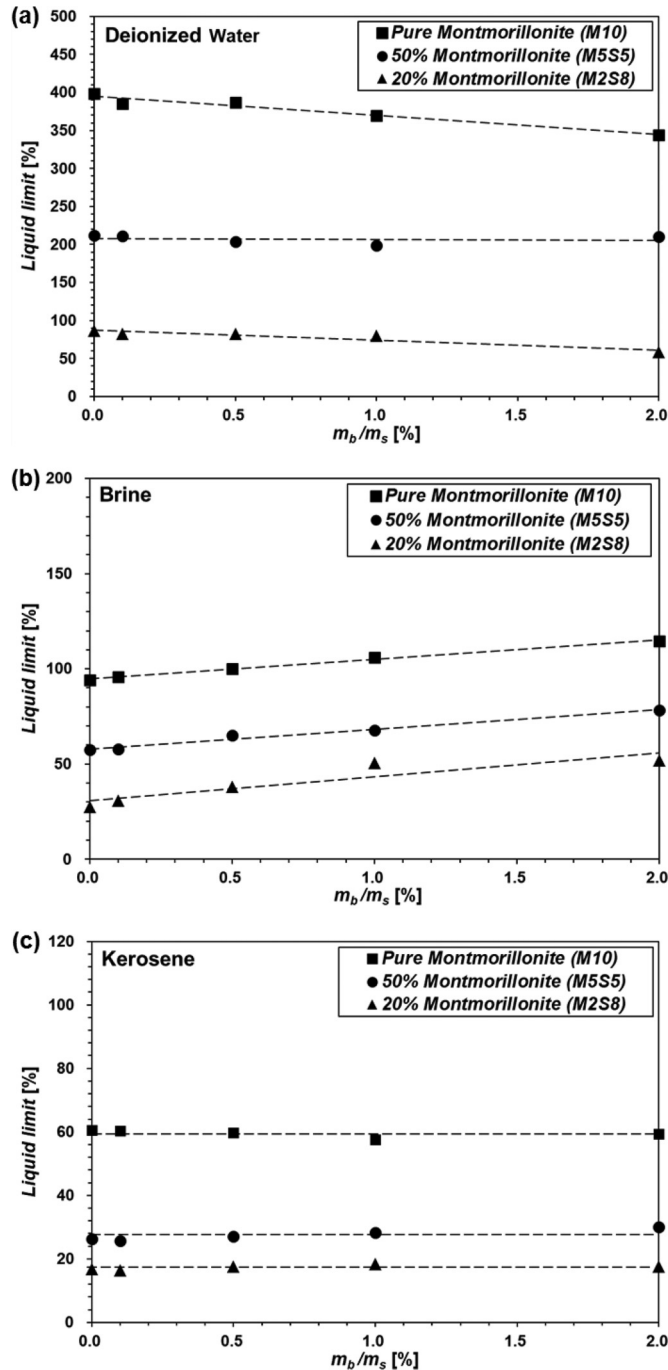 (a)
Deionized Water
Pure Montmorillonite (M10)
50% Montmorillonite (M5S5)
20% Montmorillonite (M2S8)
Liquid limit [%]
500
450
400
350
300
250
200
150
100
50
0
0.0 0.5 1.0 1.5 2.0
mb/ms [%]
(b)
Brine
Pure Montmorillonite (M10)
50% Montmorillonite (M5S5)
20% Montmorillonite (M2S8)
Liquid limit [%]
200
150
100
50
0
0.0 0.5 1.0 1.5 2.0
mb/ms [%]
(c)
Kerosene
Pure Montmorillonite (M10)
50% Montmorillonite (M5S5)
20% Montmorillonite (M2S8)
Liquid limit [%]
120
100
80
60
40
20
0
0.0 0.5 1.0 1.5 2.0
mb/ms [%]